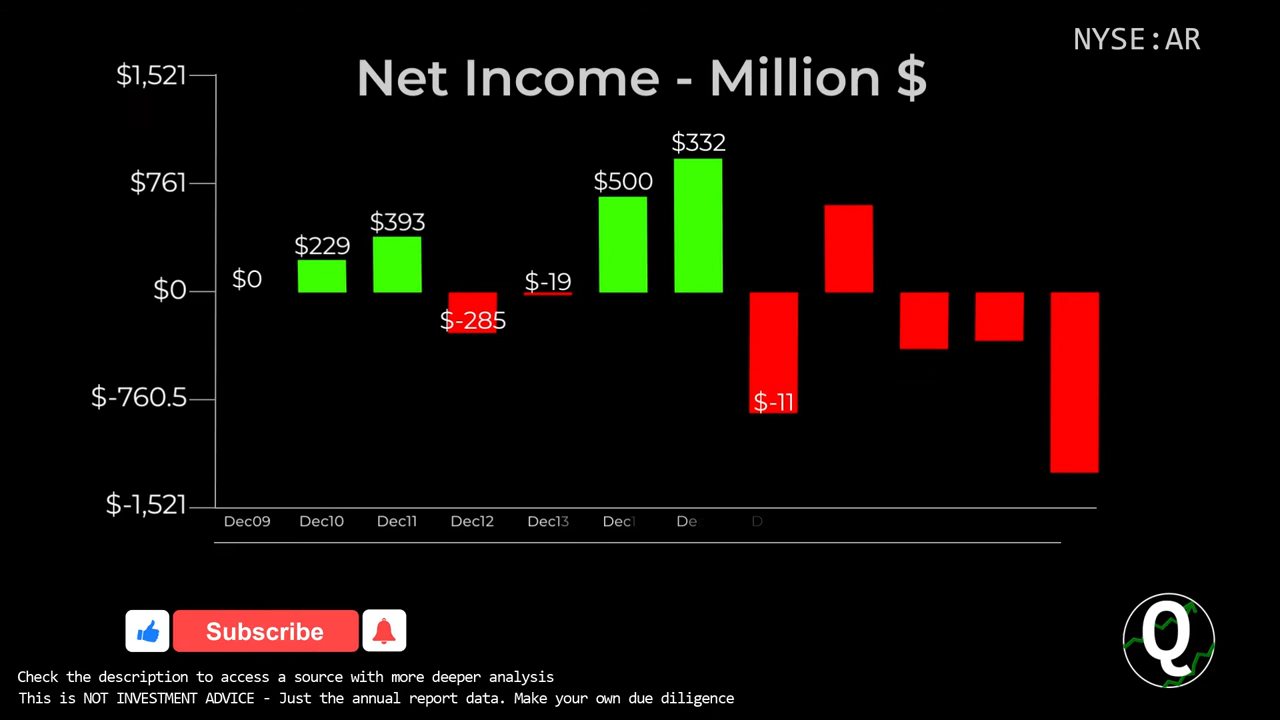 NYSE:AR
Net Income - Million $
$1,521
$761
$0
$-760.5
$-1,521
$0
$229
$393
$-285
$-19
$500
$332
$-11
Dec09 Dec10 Dec11 Dec12 Dec13 Dec1 De D
Subscribe
Q
Check the description to access a source with more deeper analysis
This is NOT INVESTMENT ADVICE - Just the annual report data. Make your own due diligence